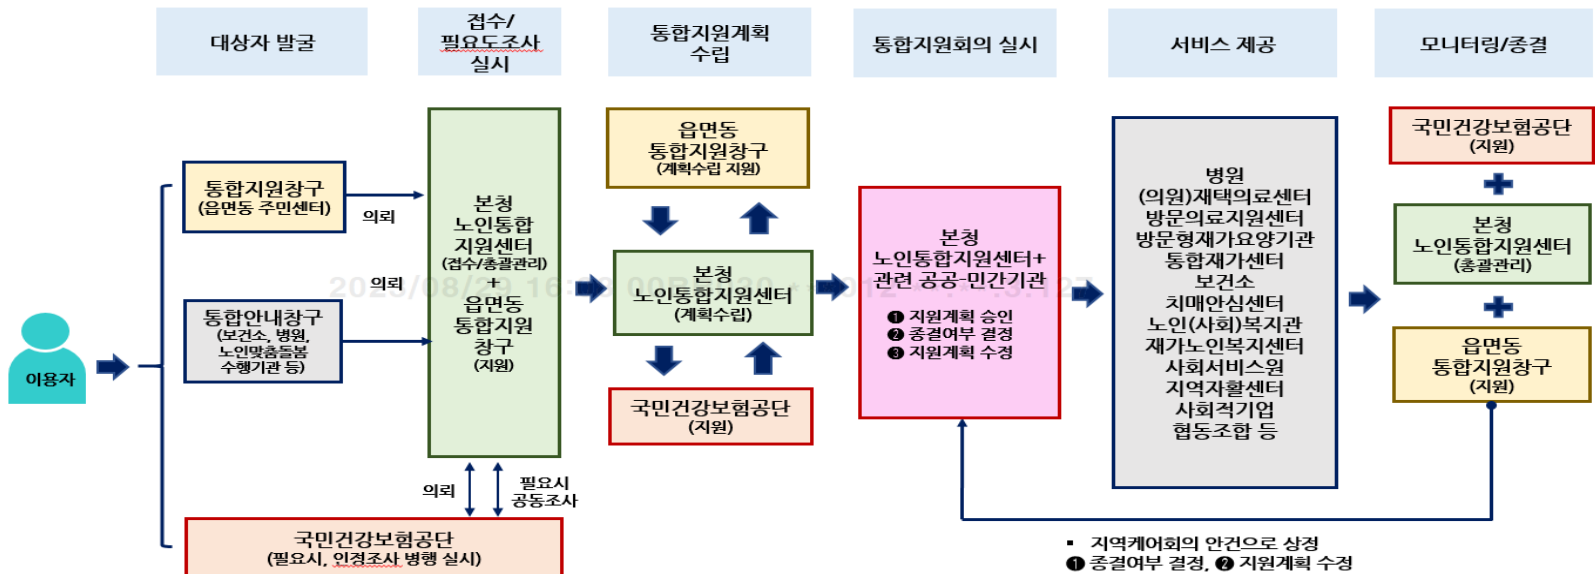 대상자 발굴
접수/
필요도조사
실시
통합지원계획
수립
통합지원회의 실시
서비스 제공
모니터링/종결
이용자
통합지원창구
(읍면동 주민센터)
의뢰
통합안내창구
(보건소, 병원,
노인맞춤돌봄
수행기관 등)
의뢰
국민건강보험공단
(필요시, 인정조사 병행 실시)
의뢰
필요시
공동조사
본청
노인통합
지원센터
(접수/총괄관리)
+
읍면동
통합지원
창구
(지원)
읍면동
통합지원창구
(계획수립 지원)
본청
노인통합지원센터
(계획수립)
국민건강보험공단
(지원)
본청
노인통합지원센터+
관련 공공-민간기관
❶ 지원계획 승인
❷ 종결여부 결정
❸ 지원계획 수정
병원
(의원)재택의료센터
방문의료지원센터
방문형재가요양기관
통합재가센터
보건소
치매안심센터
노인(사회)복지관
재가노인복지센터
사회서비스원
지역자활센터
사회적기업
협동조합 등
국민건강보험공단
(지원)
본청
노인통합지원센터
(총괄관리)
읍면동
통합지원창구
(지원)
▪ 지역케어회의 안건으로 상정
❶ 종결여부 결정, ❷ 지원계획 수정